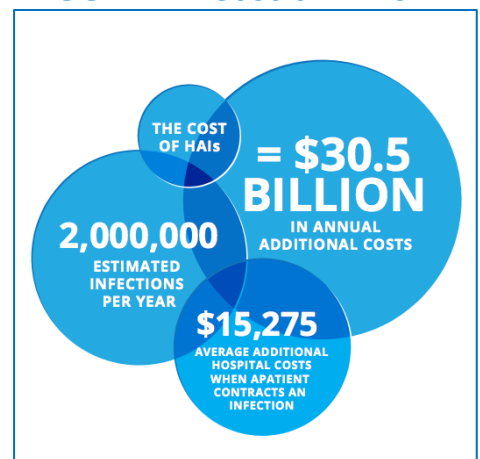 THE COST
OF HAIs
= $30.5
BILLION
IN ANNUAL
ADDITIONAL COSTS
2,000,000
ESTIMATED
INFECTIONS
PER YEAR
$15,275
AVERAGE ADDITIONAL
HOSPITAL COSTS
WHEN APATIENT
CONTRACTS AN
INFECTION